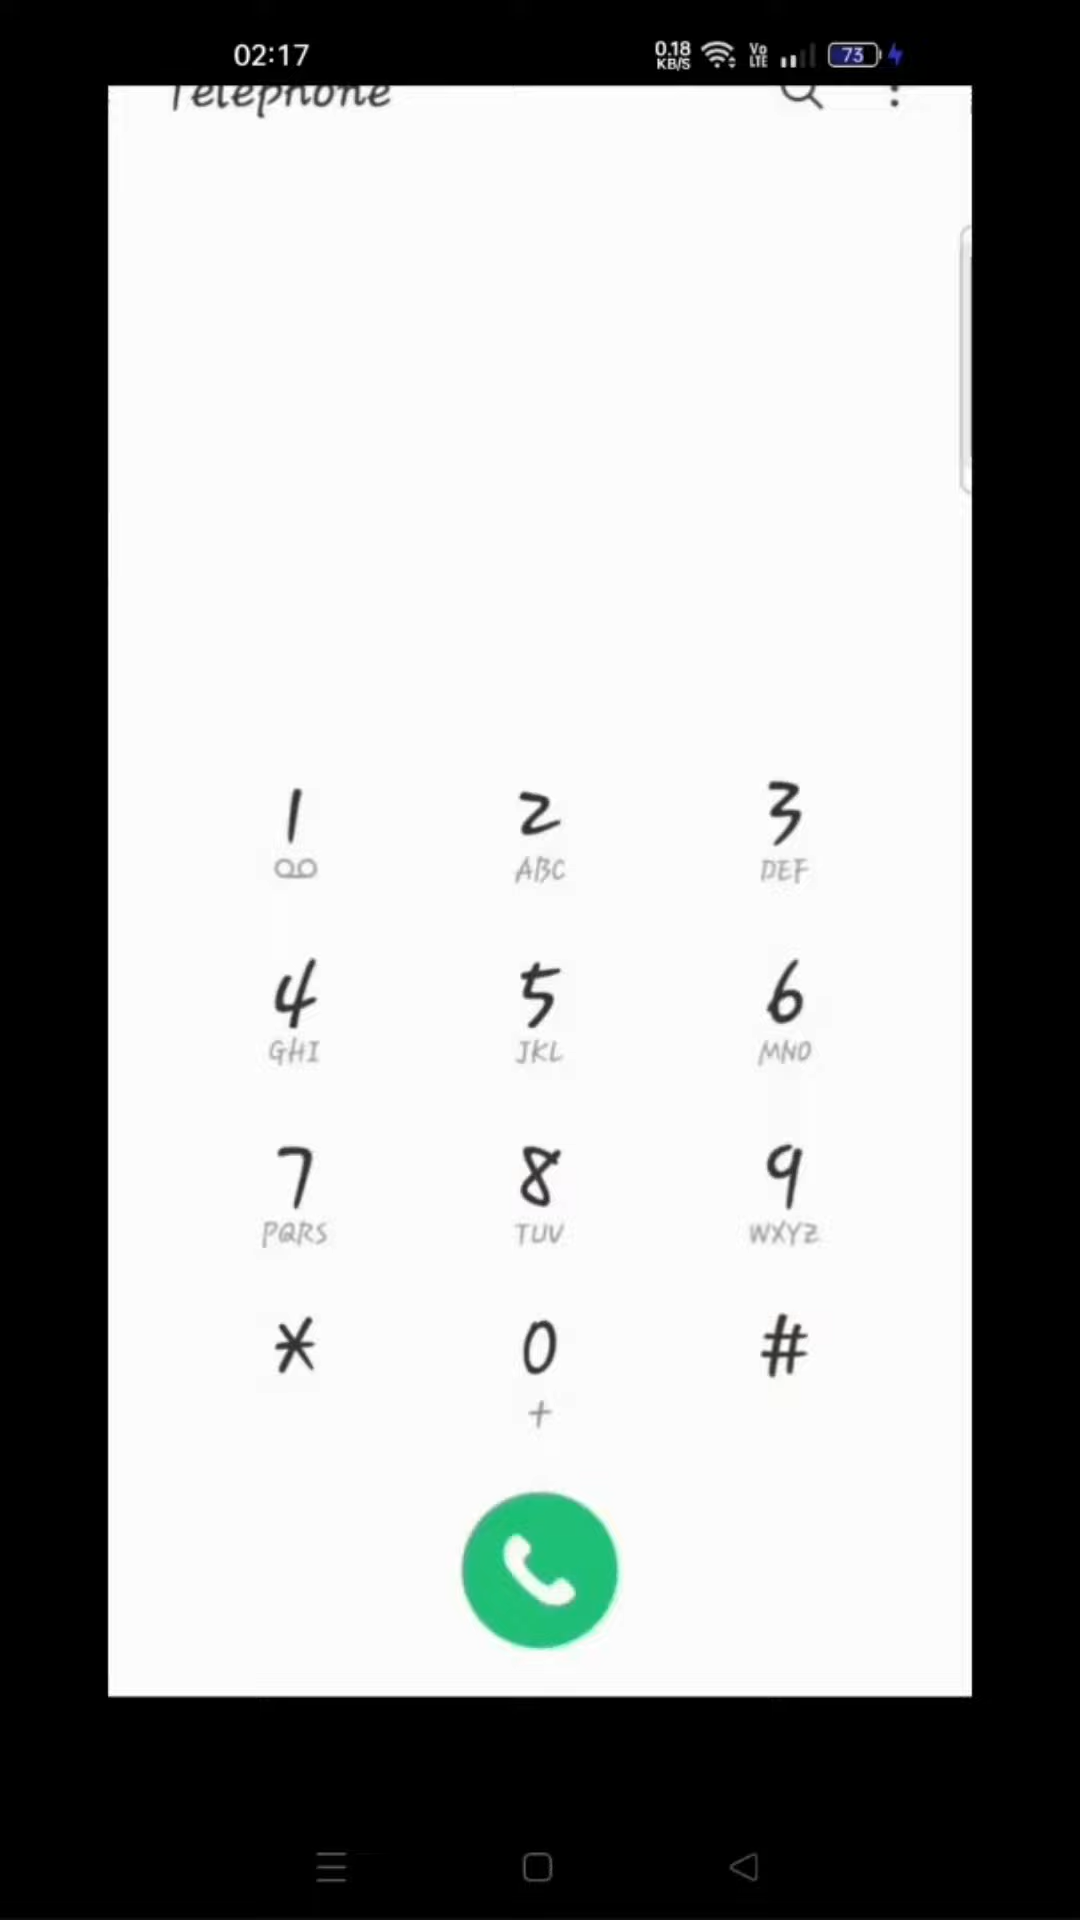 02:17 0.18 KB/S Vo LTE 73
Telephone
1 2 3
ABC DEF
4 5 6
GHI JKL MNO
7 8 9
PQRS TUV WXYZ
* 0 #
+